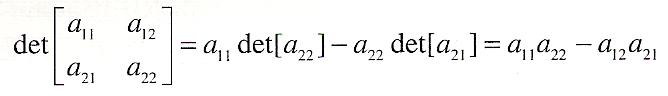 det[a₁₁ a₁₂
a₂₁ a₂₂] = a₁₁ det[a₂₂] − a₂₂ det[a₂₁] = a₁₁a₂₂ − a₁₂a₂₁